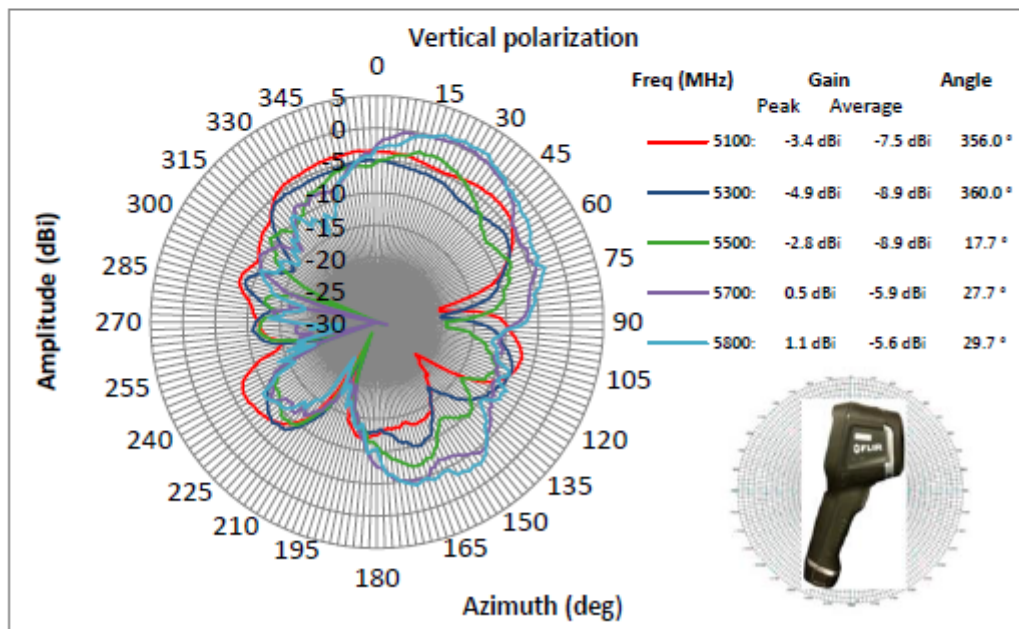 Vertical polarization
0
15
30
45
60
75
90
105
120
135
150
165
180
195
210
225
240
255
270
285
300
315
330
345
5
0
-5
-10
-15
-20
-25
-30
Amplitude (dBi)
Azimuth (deg)
Freq (MHz) Gain Angle
Peak Average
5100: -3.4 dBi -7.5 dBi 356.0 °
5300: -4.9 dBi -8.9 dBi 360.0 °
5500: -2.8 dBi -8.9 dBi 17.7 °
5700: 0.5 dBi -5.9 dBi 27.7 °
5800: 1.1 dBi -5.6 dBi 29.7 °
FLIR